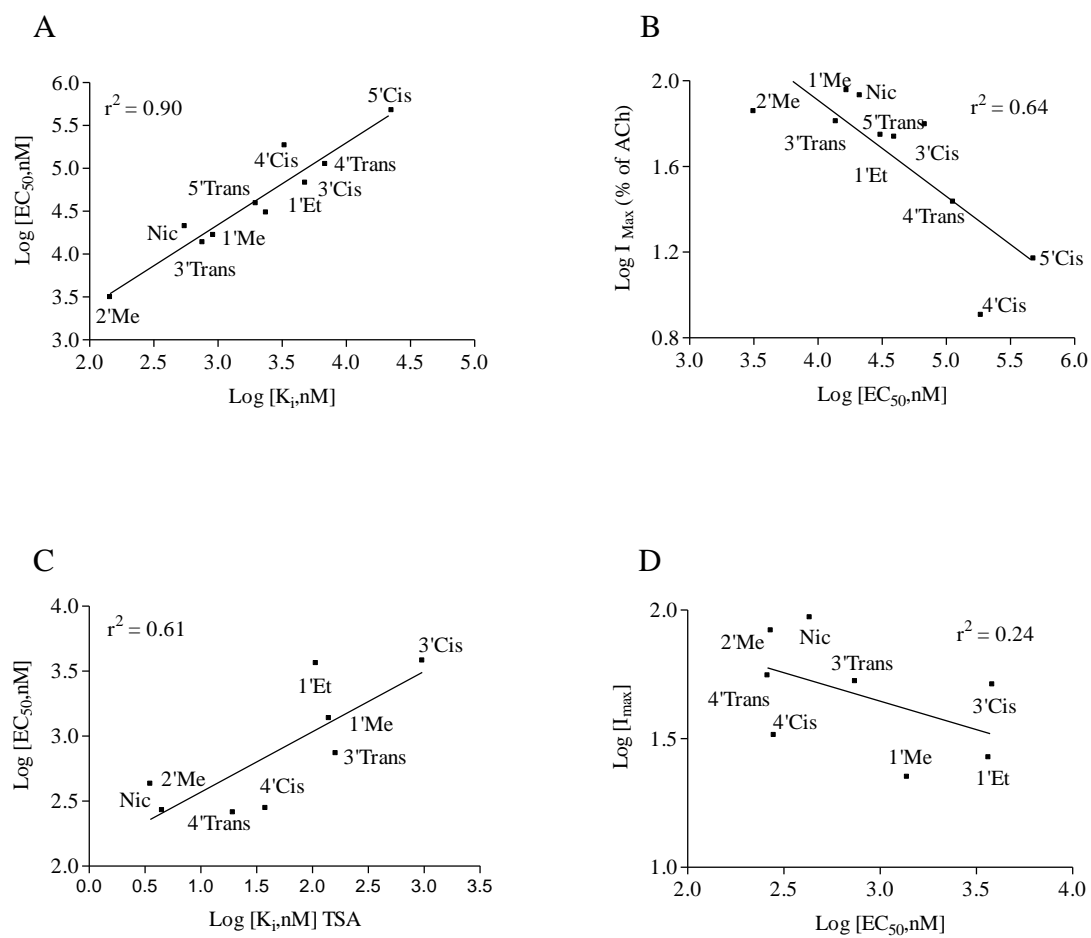 A
Log [EC50,nM]
6.0
5.5
5.0
4.5
4.0
3.5
3.0
r2 = 0.90
5'Cis
4'Cis
4'Trans
5'Trans
3'Cis
1'Et
Nic
1'Me
3'Trans
2'Me
2.0 2.5 3.0 3.5 4.0 4.5 5.0
Log [Ki,nM]
B
Log I Max (% of ACh)
2.0
1.6
1.2
0.8
r2 = 0.64
1'Me
Nic
2'Me
5'Trans
3'Trans
3'Cis
1'Et
4'Trans
5'Cis
4'Cis
3.0 3.5 4.0 4.5 5.0 5.5 6.0
Log [EC50,nM]
C
Log [EC50,nM]
4.0
3.5
3.0
2.5
2.0
r2 = 0.61
3'Cis
1'Et
1'Me
3'Trans
2'Me
4'Cis
Nic
4'Trans
0.0 0.5 1.0 1.5 2.0 2.5 3.0 3.5
Log [Ki,nM] TSA
D
Log [Imax]
2.0
1.5
1.0
r2 = 0.24
2'Me
Nic
3'Trans
4'Trans
3'Cis
4'Cis
1'Me
1'Et
2.0 2.5 3.0 3.5 4.0
Log [EC50,nM]